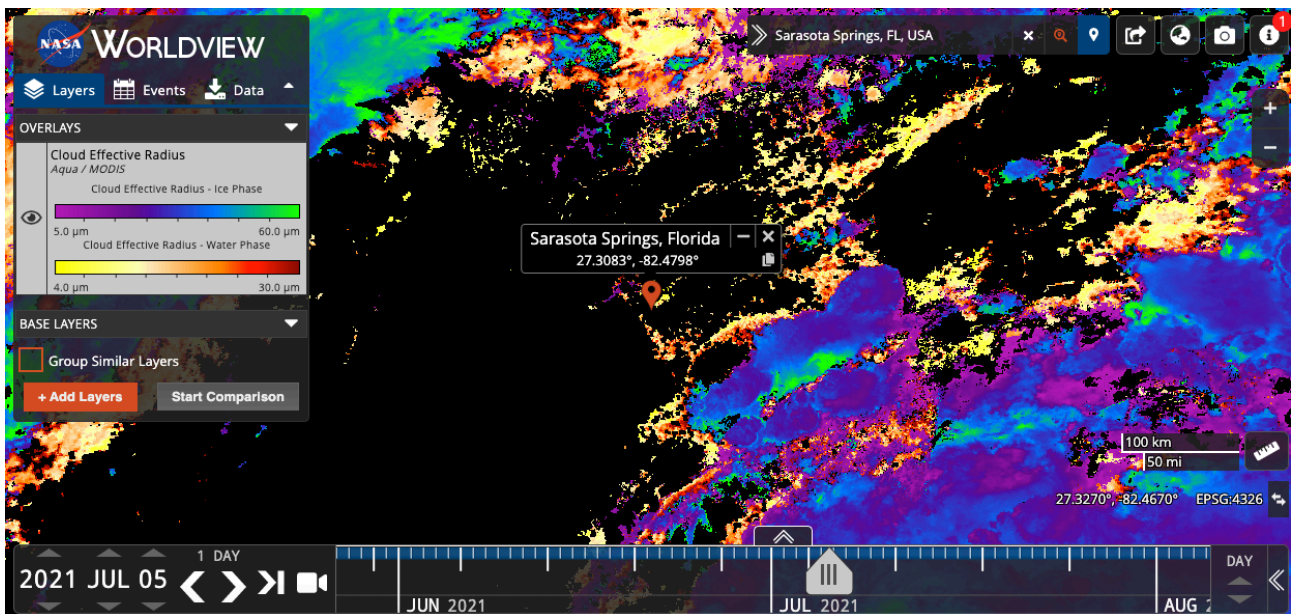 NASA WORLDVIEW
Layers Events Data
OVERLAYS
Cloud Effective Radius
Aqua / MODIS
Cloud Effective Radius - Ice Phase
5.0 μm 60.0 μm
Cloud Effective Radius - Water Phase
4.0 μm 30.0 μm
BASE LAYERS
Group Similar Layers
+ Add Layers Start Comparison
Sarasota Springs, FL, USA
1
Sarasota Springs, Florida
27.3083°, -82.4798°
100 km
50 mi
27.3270°, -82.4670° EPSG:4326
1 DAY
2021 JUL 05
JUN 2021 JUL 2021 AUG 2
DAY